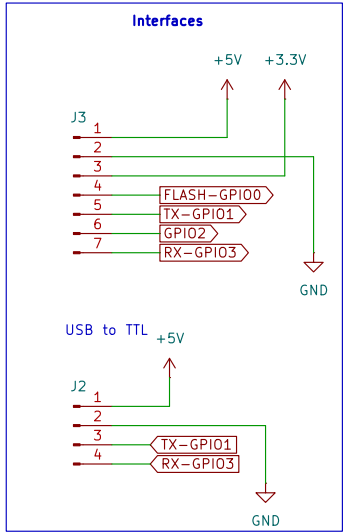 Interfaces
+5V +3.3V
J3
1
2
3
4 FLASH-GPIO0
5 TX-GPIO1
6 GPIO2
7 RX-GPIO3
GND
USB to TTL
+5V
J2
1
2
3 TX-GPIO1
4 RX-GPIO3
GND